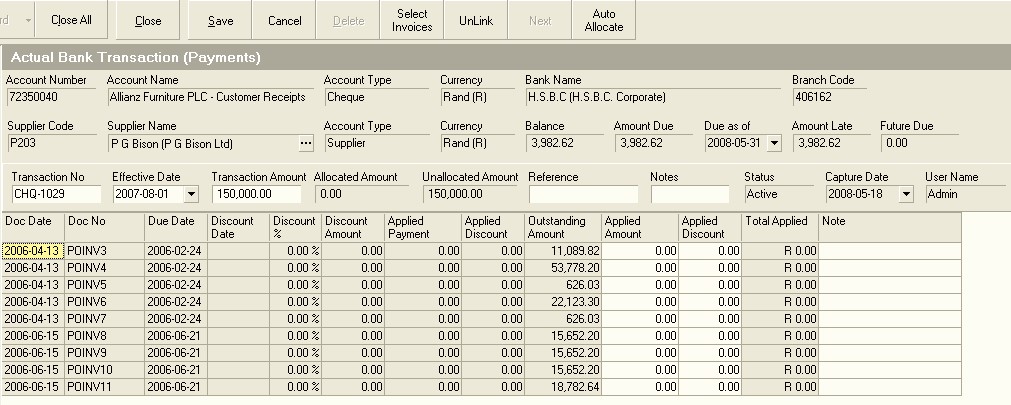 rd Close All Close Save Cancel Delete Select Invoices UnLink Next Auto Allocate
Actual Bank Transaction (Payments)
Account Number Account Name Account Type Currency Bank Name Branch Code
72350040 Allianz Furniture PLC - Customer Receipts Cheque Rand (R) H.S.B.C (H.S.B.C. Corporate) 406162
Supplier Code Supplier Name Account Type Currency Balance Amount Due Due as of Amount Late Future Due
P203 P G Bison (P G Bison Ltd) ... Supplier Rand (R) 3,982.62 3,982.62 2008-05-31 3,982.62 0.00
Transaction No Effective Date Transaction Amount Allocated Amount Unallocated Amount Reference Notes Status Capture Date User Name
CHQ-1029 2007-08-01 150,000.00 0.00 150,000.00 Active 2008-05-18 Admin
Doc Date Doc No Due Date Discount Date Discount % Discount Amount Applied Payment Applied Discount Outstanding Amount Applied Amount Applied Discount Total Applied Note
2006-04-13 POINV3 2006-02-24 0.00 % 0.00 0.00 0.00 11,089.82 0.00 0.00 R 0.00
2006-04-13 POINV4 2006-02-24 0.00 % 0.00 0.00 0.00 53,778.20 0.00 0.00 R 0.00
2006-04-13 POINV5 2006-02-24 0.00 % 0.00 0.00 0.00 626.03 0.00 0.00 R 0.00
2006-04-13 POINV6 2006-02-24 0.00 % 0.00 0.00 0.00 22,123.30 0.00 0.00 R 0.00
2006-04-13 POINV7 2006-02-24 0.00 % 0.00 0.00 0.00 626.03 0.00 0.00 R 0.00
2006-06-15 POINV8 2006-06-21 0.00 % 0.00 0.00 0.00 15,652.20 0.00 0.00 R 0.00
2006-06-15 POINV9 2006-06-21 0.00 % 0.00 0.00 0.00 15,652.20 0.00 0.00 R 0.00
2006-06-15 POINV10 2006-06-21 0.00 % 0.00 0.00 0.00 15,652.20 0.00 0.00 R 0.00
2006-06-15 POINV11 2006-06-21 0.00 % 0.00 0.00 0.00 18,782.64 0.00 0.00 R 0.00